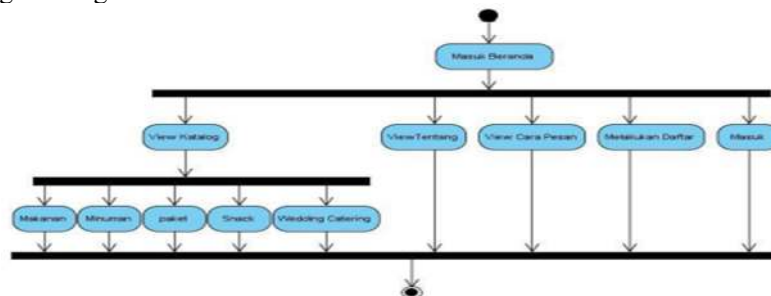 Masuk Beranda
View Katalog
ViewTentang
View Cara Pesan
Melakukan Daftar
Masuk
Makanan
Minuman
paket
Snack
Wedding Catering